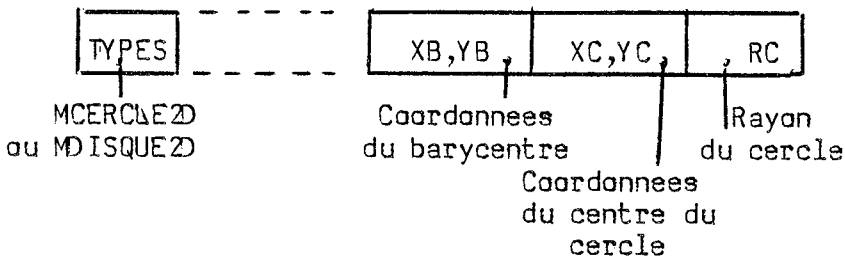 TYPES
XB,YB , XC,YC, , RC
MCERCLE2D
ou MDISQUE2D
Coordonnees
du barycentre
Coordonnees
du centre du
cercle
Rayon
du cercle